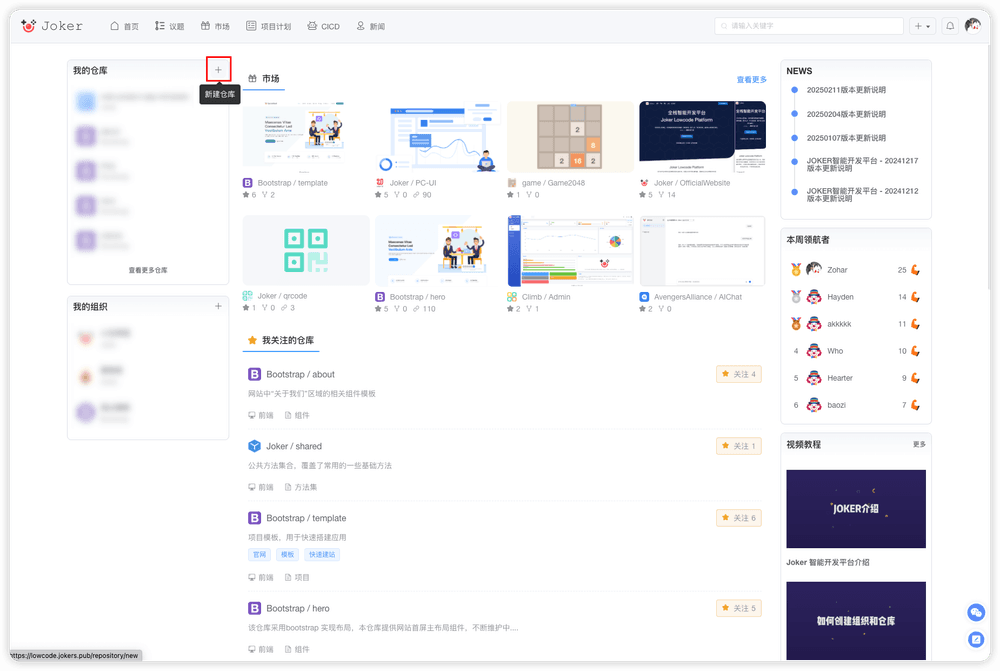 Joker
首页
议题
市场
项目计划
CICD
新闻
请输入关键字
我的仓库
新建仓库
查看更多仓库
我的组织
市场
查看更多
Bootstrap / template
6 2
Joker / PC-UI
5 0 90
game / Game2048
1 0
Joker / OfficialWebsite
5 14
Joker / qrcode
1 0 3
Bootstrap / hero
5 0 110
Climb / Admin
2 1
AvengersAlliance / AIChat
2 0
我关注的仓库
Bootstrap / about
关注 4
网站中"关于我们"区域的相关组件模板
前端 组件
Joker / shared
关注 1
公共方法集合，覆盖了常用的一些基础方法
前端 方法集
Bootstrap / template
关注 6
项目模板，用于快速搭建应用
官网 模板 快速建站
前端 项目
Bootstrap / hero
关注 5
该仓库采用bootstrap 实现布局，本仓库提供网站首屏主布局组件，不断维护中....
前端 组件
NEWS
20250211版本更新说明
20250204版本更新说明
20250107版本更新说明
JOKER智能开发平台 - 20241217
版本更新说明
JOKER智能开发平台 - 20241212
版本更新说明
本周领航者
Zohar 25
Hayden 14
akkkkk 11
4 Who 10
5 Hearter 9
6 baozi 7
视频教程
更多
JOKER介绍
Joker 智能开发平台介绍
如何创建组织和仓库
https://lowcode.jokers.pub/repository/new